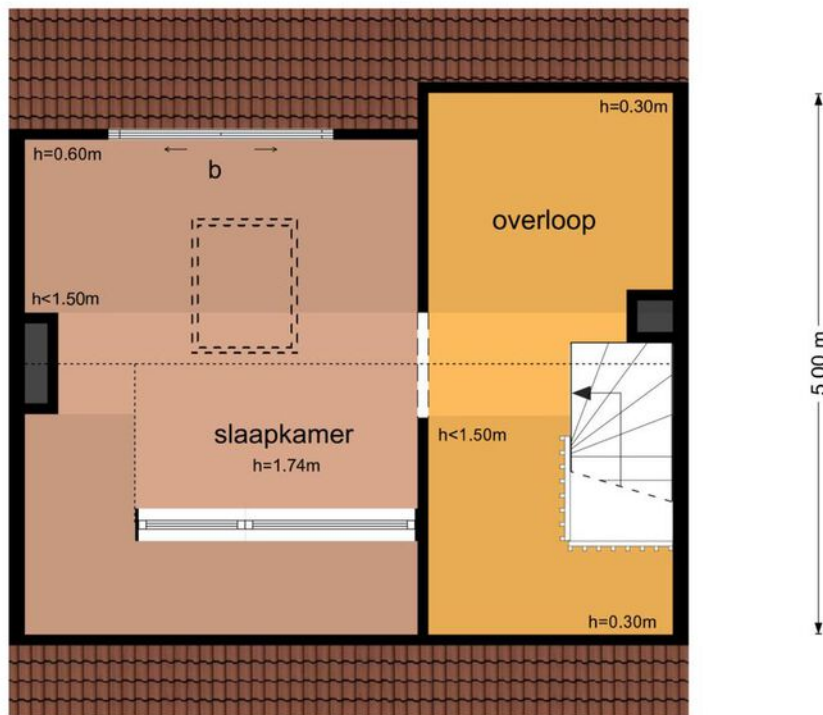 h=0.30m
h=0.60m
b
overloop
h<1.50m
5.00 m
slaapkamer
h=1.74m
h<1.50m
h=0.30m